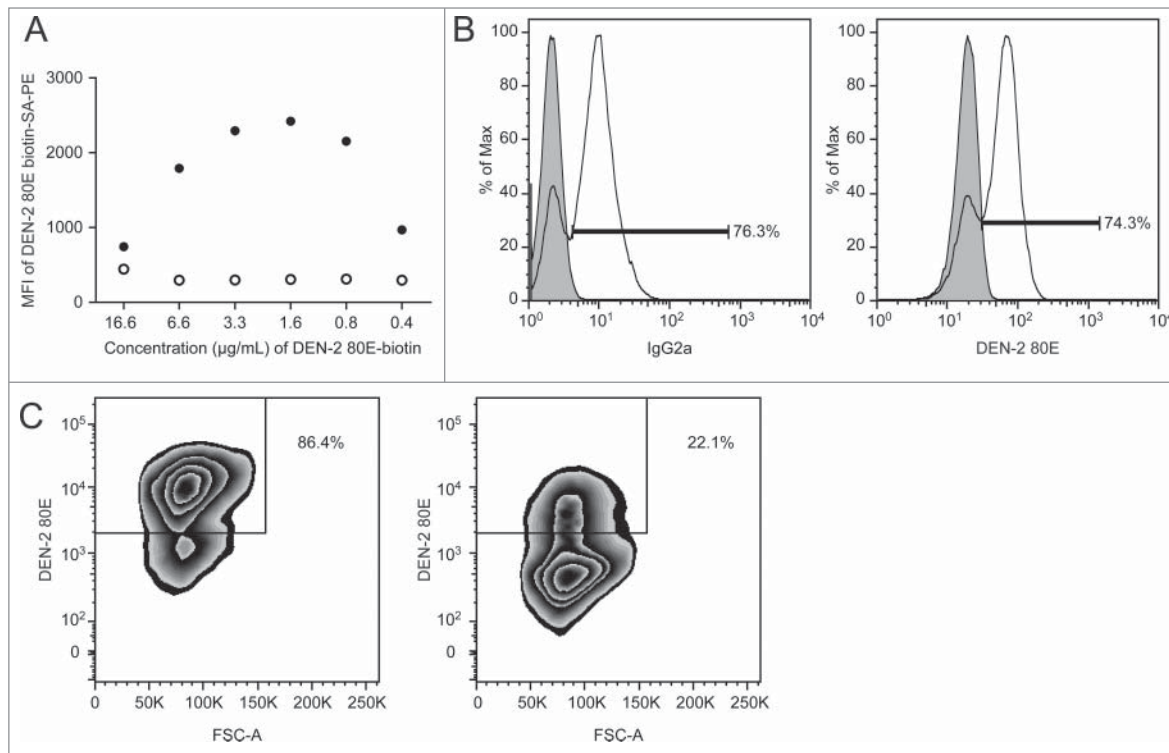 A
3000
2000
1000
0
MFI of DEN-2 80E biotin-SA-PE
16.6 6.6 3.3 1.6 0.8 0.4
Concentration (µg/mL) of DEN-2 80E-biotin
B
100
80
60
40
20
0
% of Max
76.3%
10⁰ 10¹ 10² 10³ 10⁴
IgG2a
100
80
60
40
20
0
% of Max
74.3%
10⁰ 10¹ 10² 10³ 10⁴
DEN-2 80E
C
10⁵
10⁴
10³
10²
0
DEN-2 80E
86.4%
0 50K 100K 150K 200K 250K
FSC-A
10⁵
10⁴
10³
10²
0
DEN-2 80E
22.1%
0 50K 100K 150K 200K 250K
FSC-A